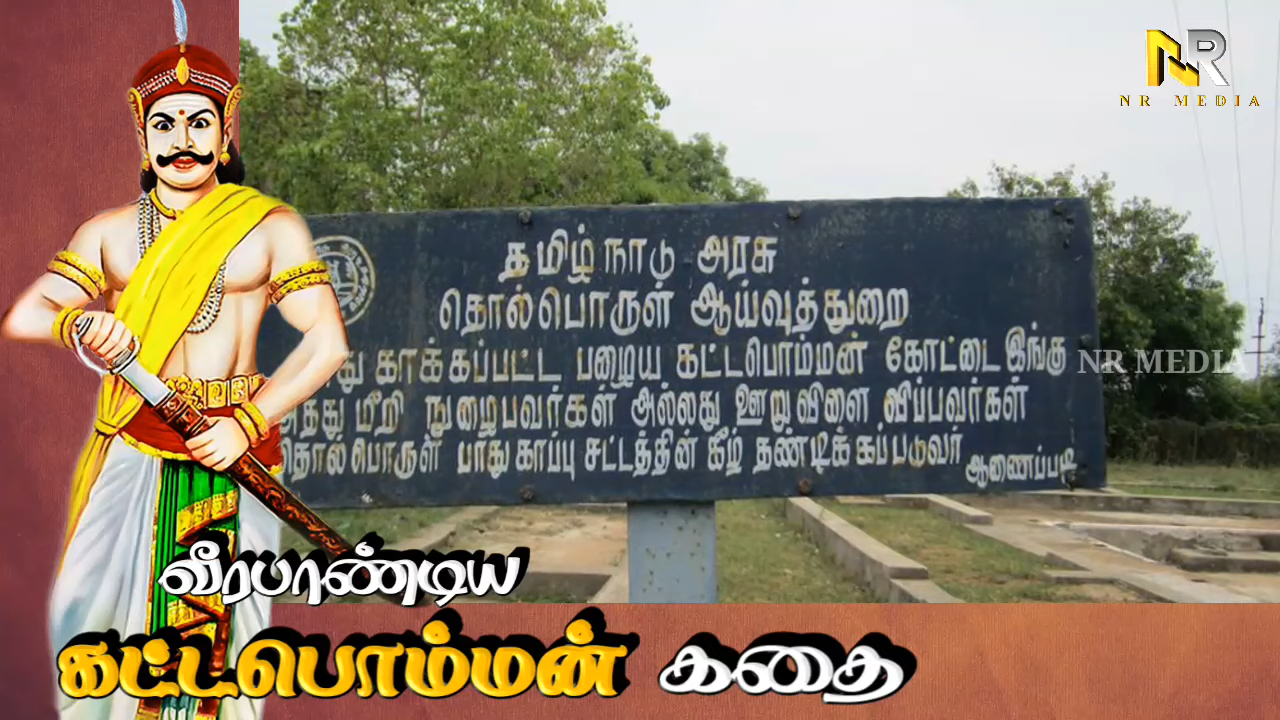 NR
NR MEDIA
தமிழ்நாடு அரசு
தொல்பொருள் ஆய்வுத்துறை
காக்கப்பட்ட பழைய கட்டபொம்மன் கோட்டை இங்கு
NR MEDIA
மீறி நுழைபவர்கள் அல்லது ஊறுவிளைவிப்பவர்கள்
தொல்பொருள் பாதுகாப்பு சட்டத்தின் கீழ் தண்டிக்கப்படுவர்
ஆணைப்படி
வீரபாண்டிய
கட்டபொம்மன் கதை